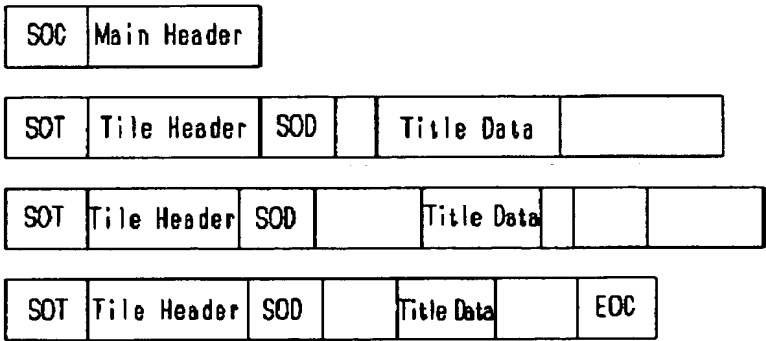 SOC Main Header
SOT Tile Header SOD Title Data
SOT Tile Header SOD Title Data
SOT Tile Header SOD Title Data EOC